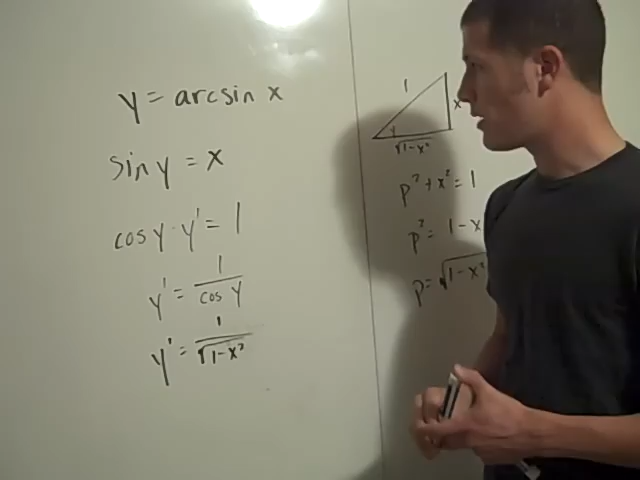 y = arcsin x
sin y = x
cos y · y' = 1
y' = 1/cos y
y' = 1/√1-x²
1
x
y
√1-x²
p² + x² = 1
p² = 1 - x
p = √1-x²